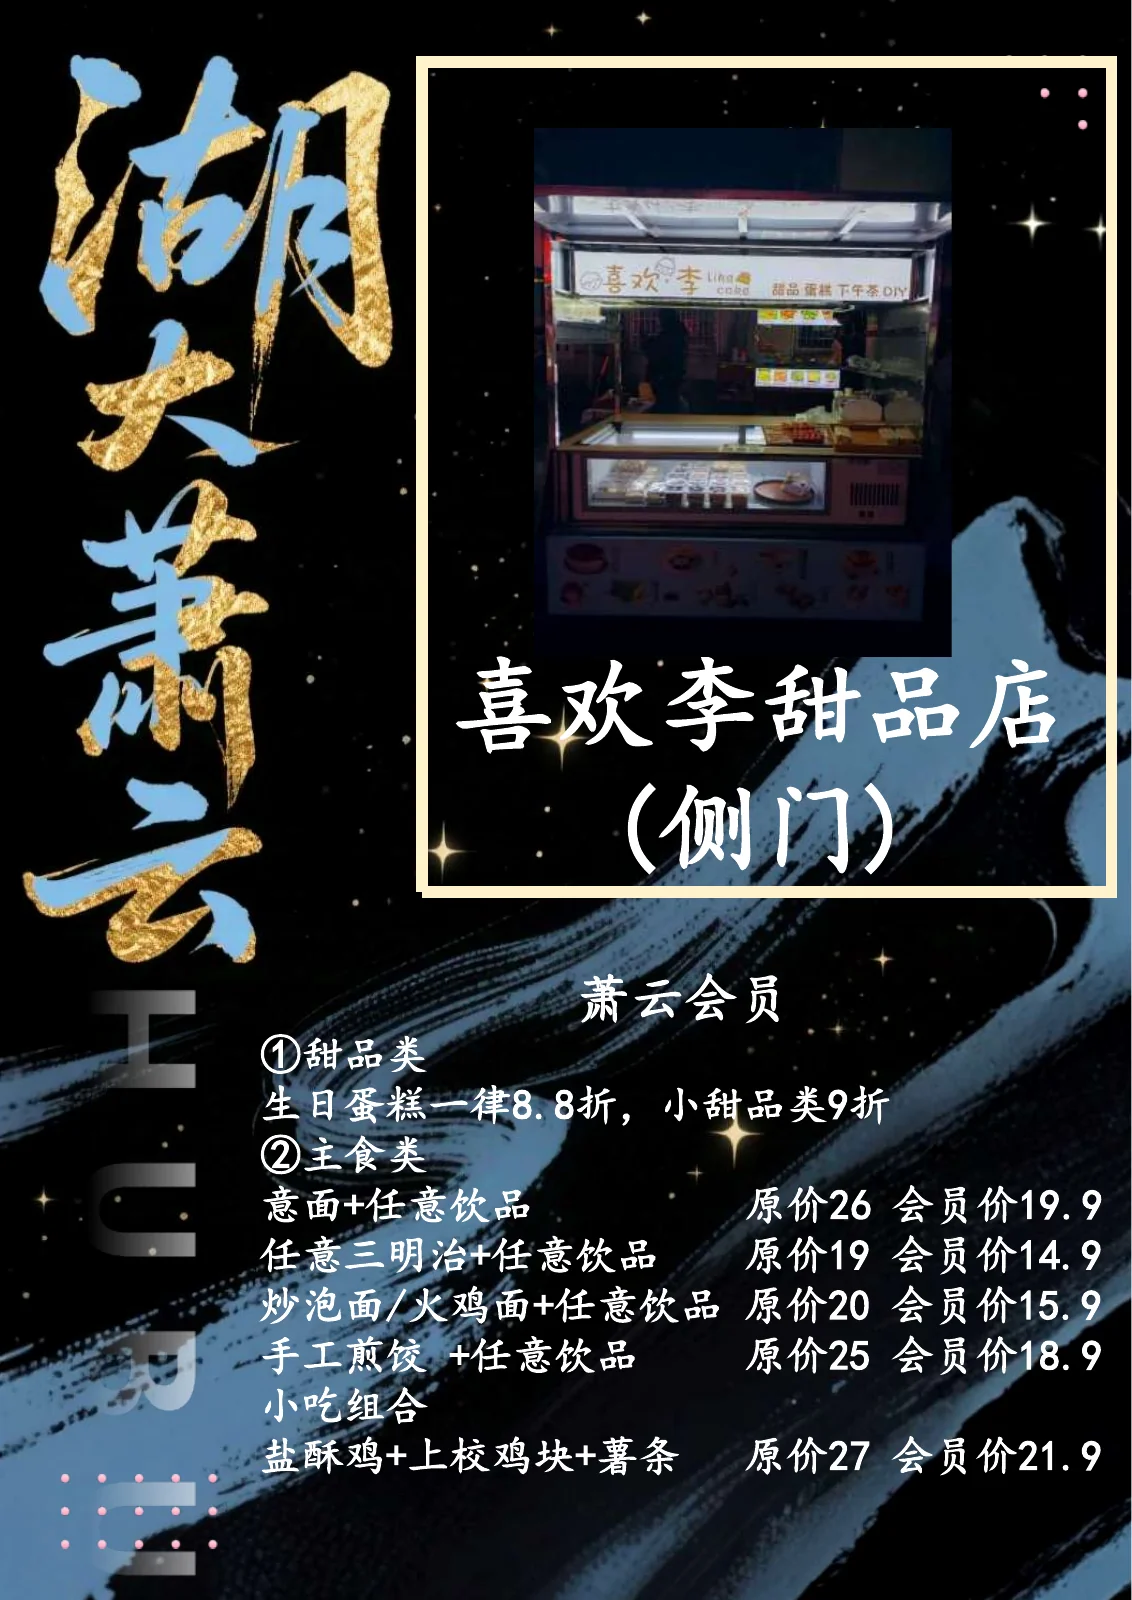 湖大萧云
HUBU
喜欢·李 Like cake 甜品 蛋糕 下午茶 DIY
喜欢李甜品店
(侧门)
萧云会员
①甜品类
生日蛋糕一律8.8折，小甜品类9折
②主食类
意面+任意饮品 原价26 会员价19.9
任意三明治+任意饮品 原价19 会员价14.9
炒泡面/火鸡面+任意饮品 原价20 会员价15.9
手工煎饺 +任意饮品 原价25 会员价18.9
小吃组合
盐酥鸡+上校鸡块+薯条 原价27 会员价21.9